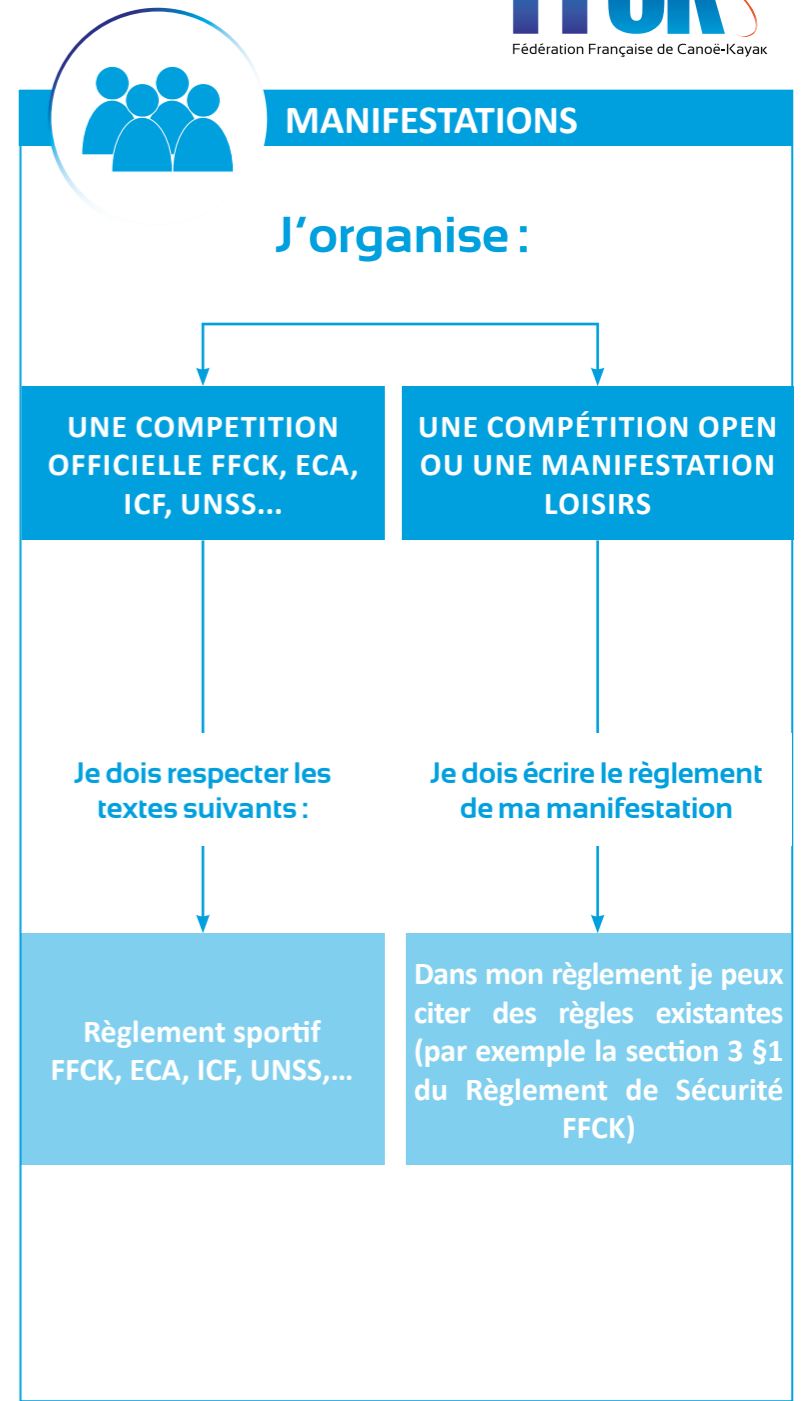 FFCK
Fédération Française de Canoë-Kayak
MANIFESTATIONS
J'organise :
UNE COMPETITION
OFFICIELLE FFCK, ECA,
ICF, UNSS...
UNE COMPÉTITION OPEN
OU UNE MANIFESTATION
LOISIRS
Je dois respecter les
textes suivants :
Je dois écrire le règlement
de ma manifestation
Règlement sportif
FFCK, ECA, ICF, UNSS,...
Dans mon règlement je peux
citer des règles existantes
(par exemple la section 3 §1
du Règlement de Sécurité
FFCK)